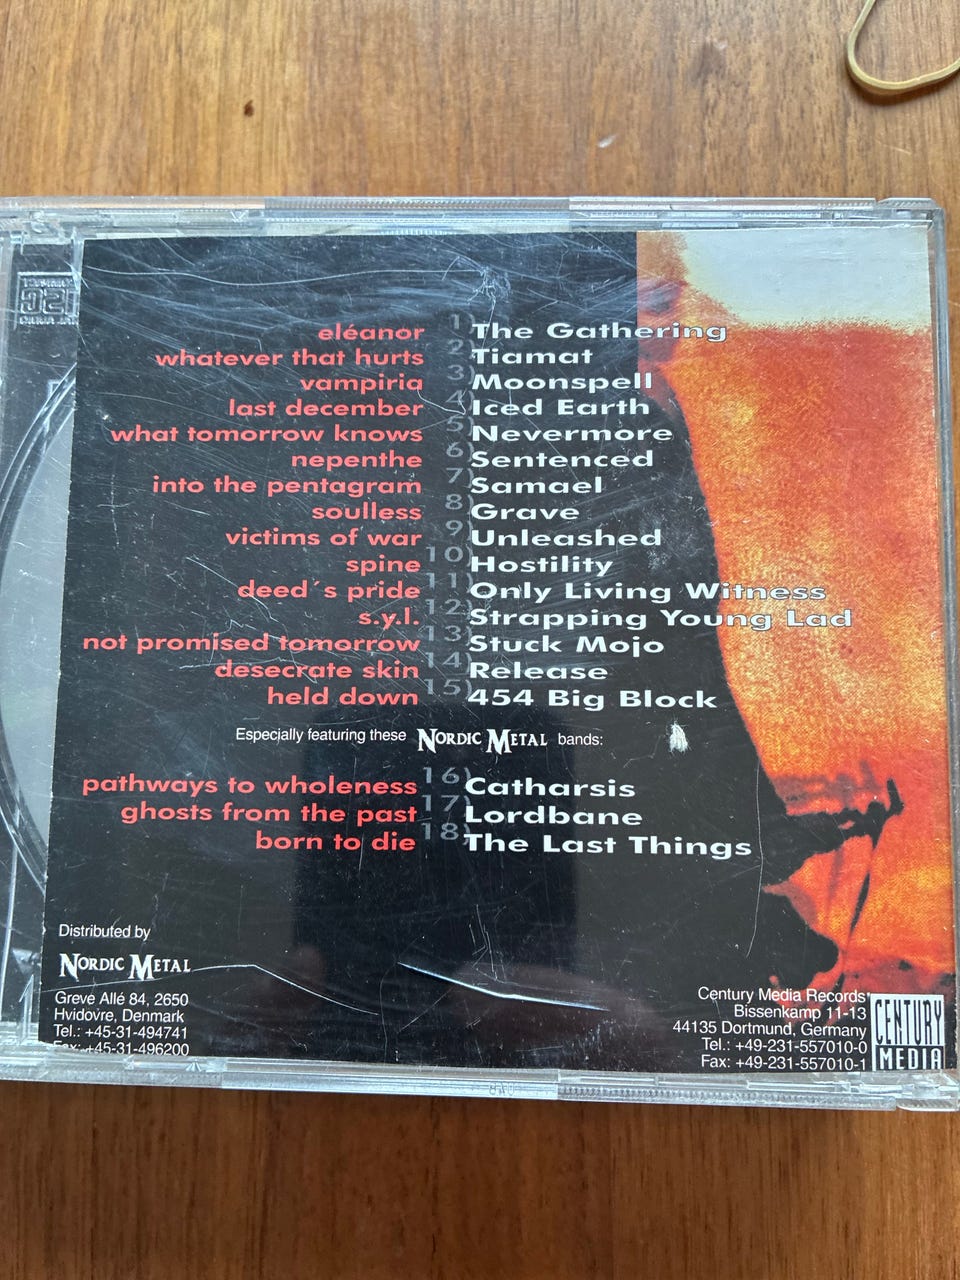 eléanor 1) The Gathering
whatever that hurts 2) Tiamat
vampiria 3) Moonspell
last december 4) Iced Earth
what tomorrow knows 5) Nevermore
nepenthe 6) Sentenced
into the pentagram 7) Samael
soulless 8) Grave
victims of war 9) Unleashed
spine 10) Hostility
deed´s pride 11) Only Living Witness
s.y.l. 12) Strapping Young Lad
not promised tomorrow 13) Stuck Mojo
desecrate skin 14) Release
held down 15) 454 Big Block
Especially featuring these NORDIC METAL bands:
pathways to wholeness 16) Catharsis
ghosts from the past 17) Lordbane
born to die 18) The Last Things
Distributed by
NORDIC METAL
Greve Allé 84, 2650
Hvidovre, Denmark
Tel.: +45-31-494741
Fax: +45-31-496200
Century Media Records
Bissenkamp 11-13
44135 Dortmund, Germany
Tel.: +49-231-557010-0
Fax: +49-231-557010-1
CENTURY
MEDIA